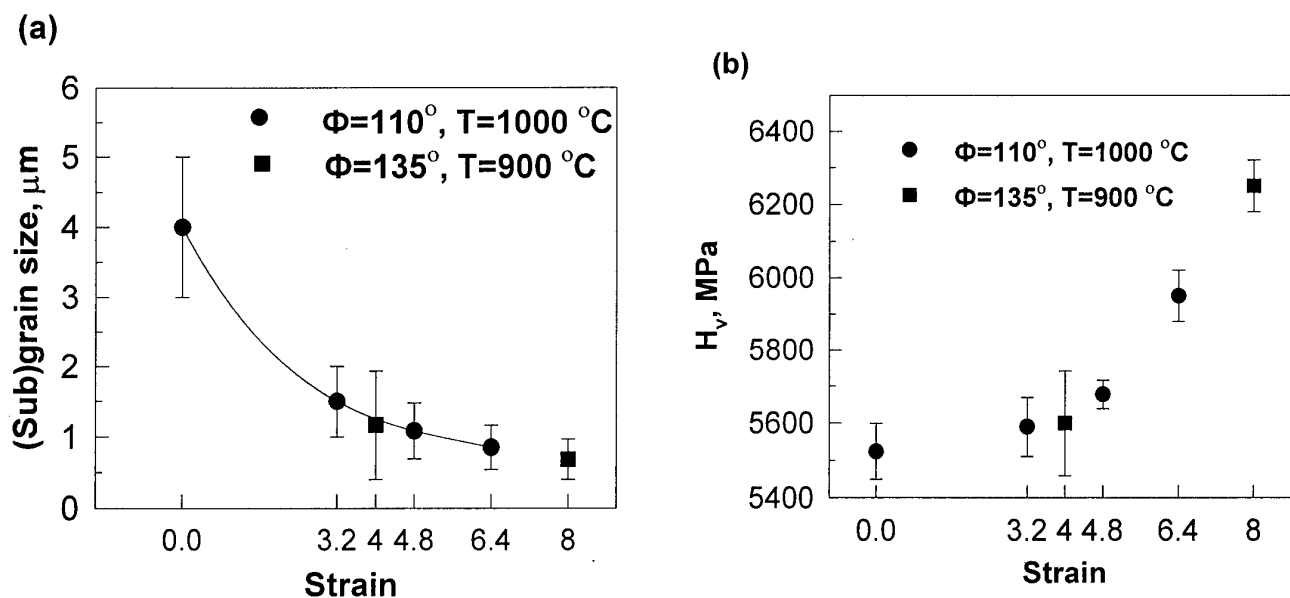 (a)
6
5
4
3
2
1
0
(Sub)grain size, μm
Φ=110°, T=1000 °C
Φ=135°, T=900 °C
0.0 3.2 4 4.8 6.4 8
Strain
(b)
6400
6200
6000
5800
5600
5400
Hv, MPa
Φ=110°, T=1000 °C
Φ=135°, T=900 °C
0.0 3.2 4 4.8 6.4 8
Strain